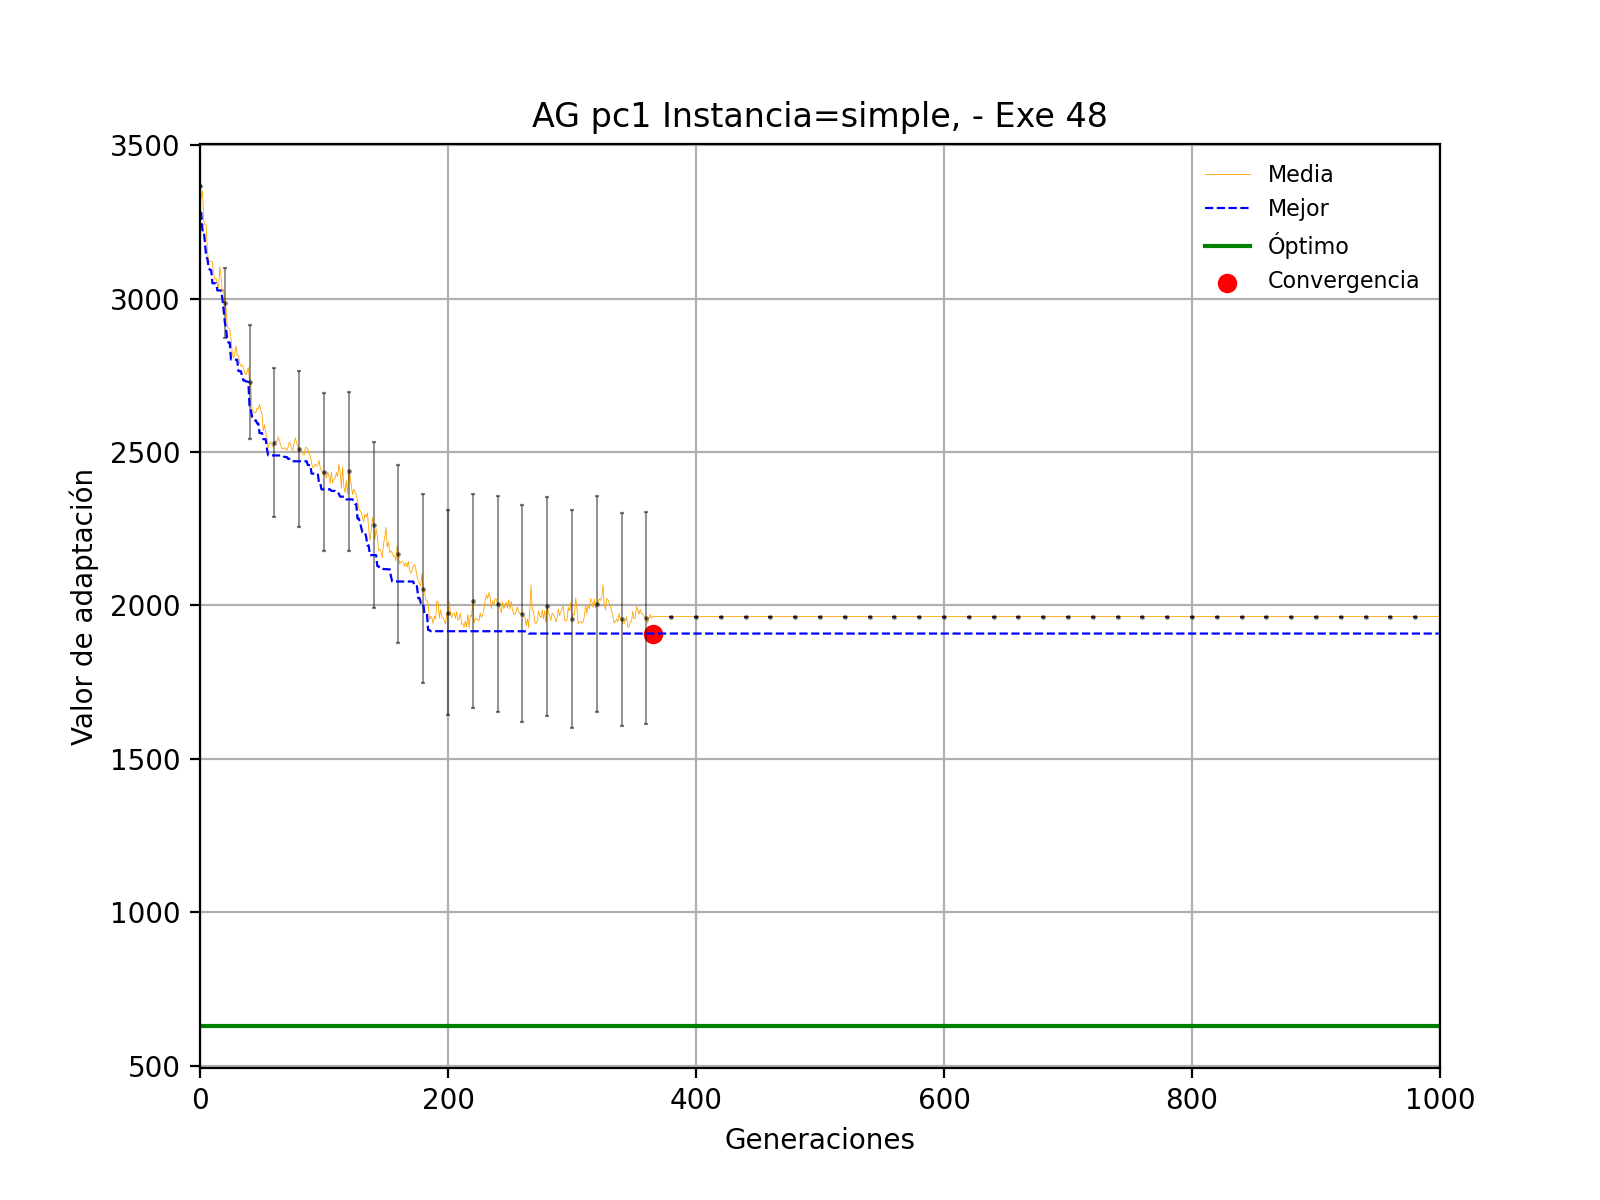 AG pc1 Instancia=simple, - Exe 48
3500
3000
2500
2000
1500
1000
500
Valor de adaptación
Media
Mejor
Óptimo
Convergencia
0 200 400 600 800 1000
Generaciones